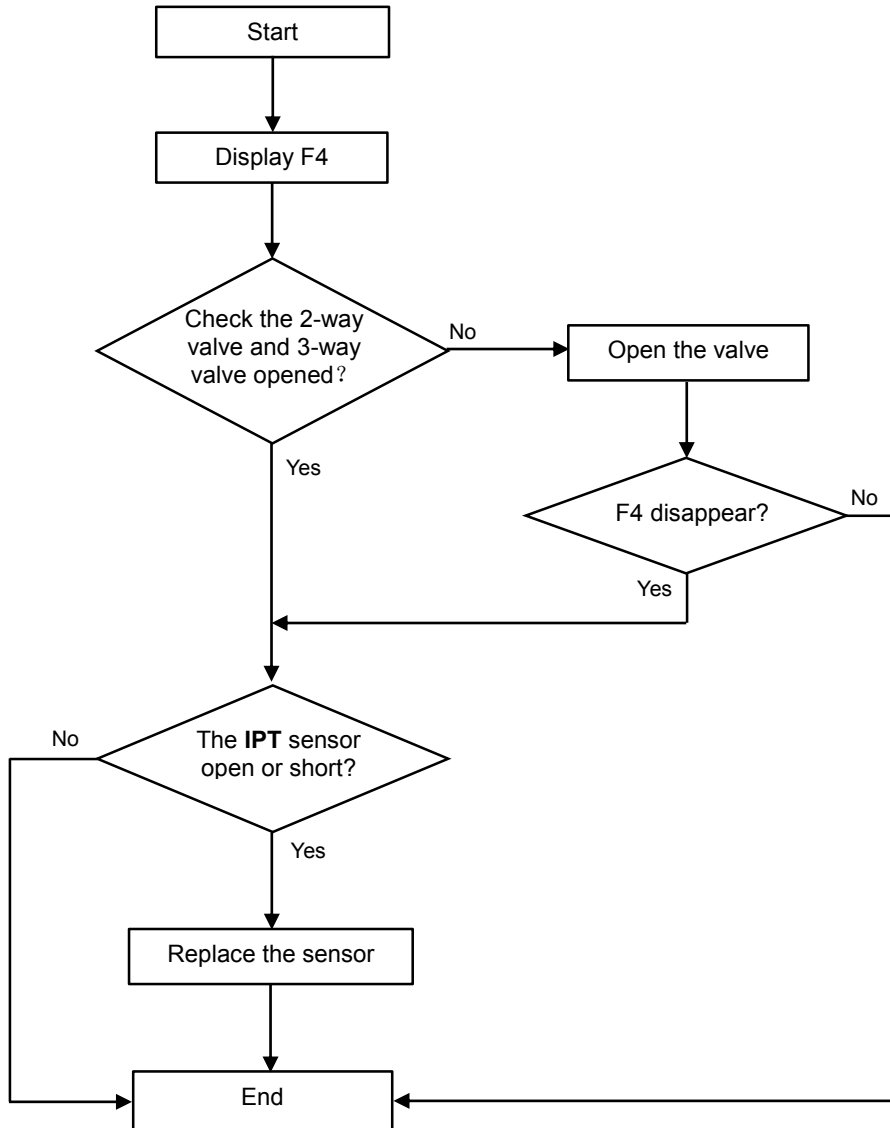 Start
Display F4
Check the 2-way
valve and 3-way
valve opened？
No
Open the valve
Yes
F4 disappear?
No
Yes
No
The IPT sensor
open or short?
Yes
Replace the sensor
End